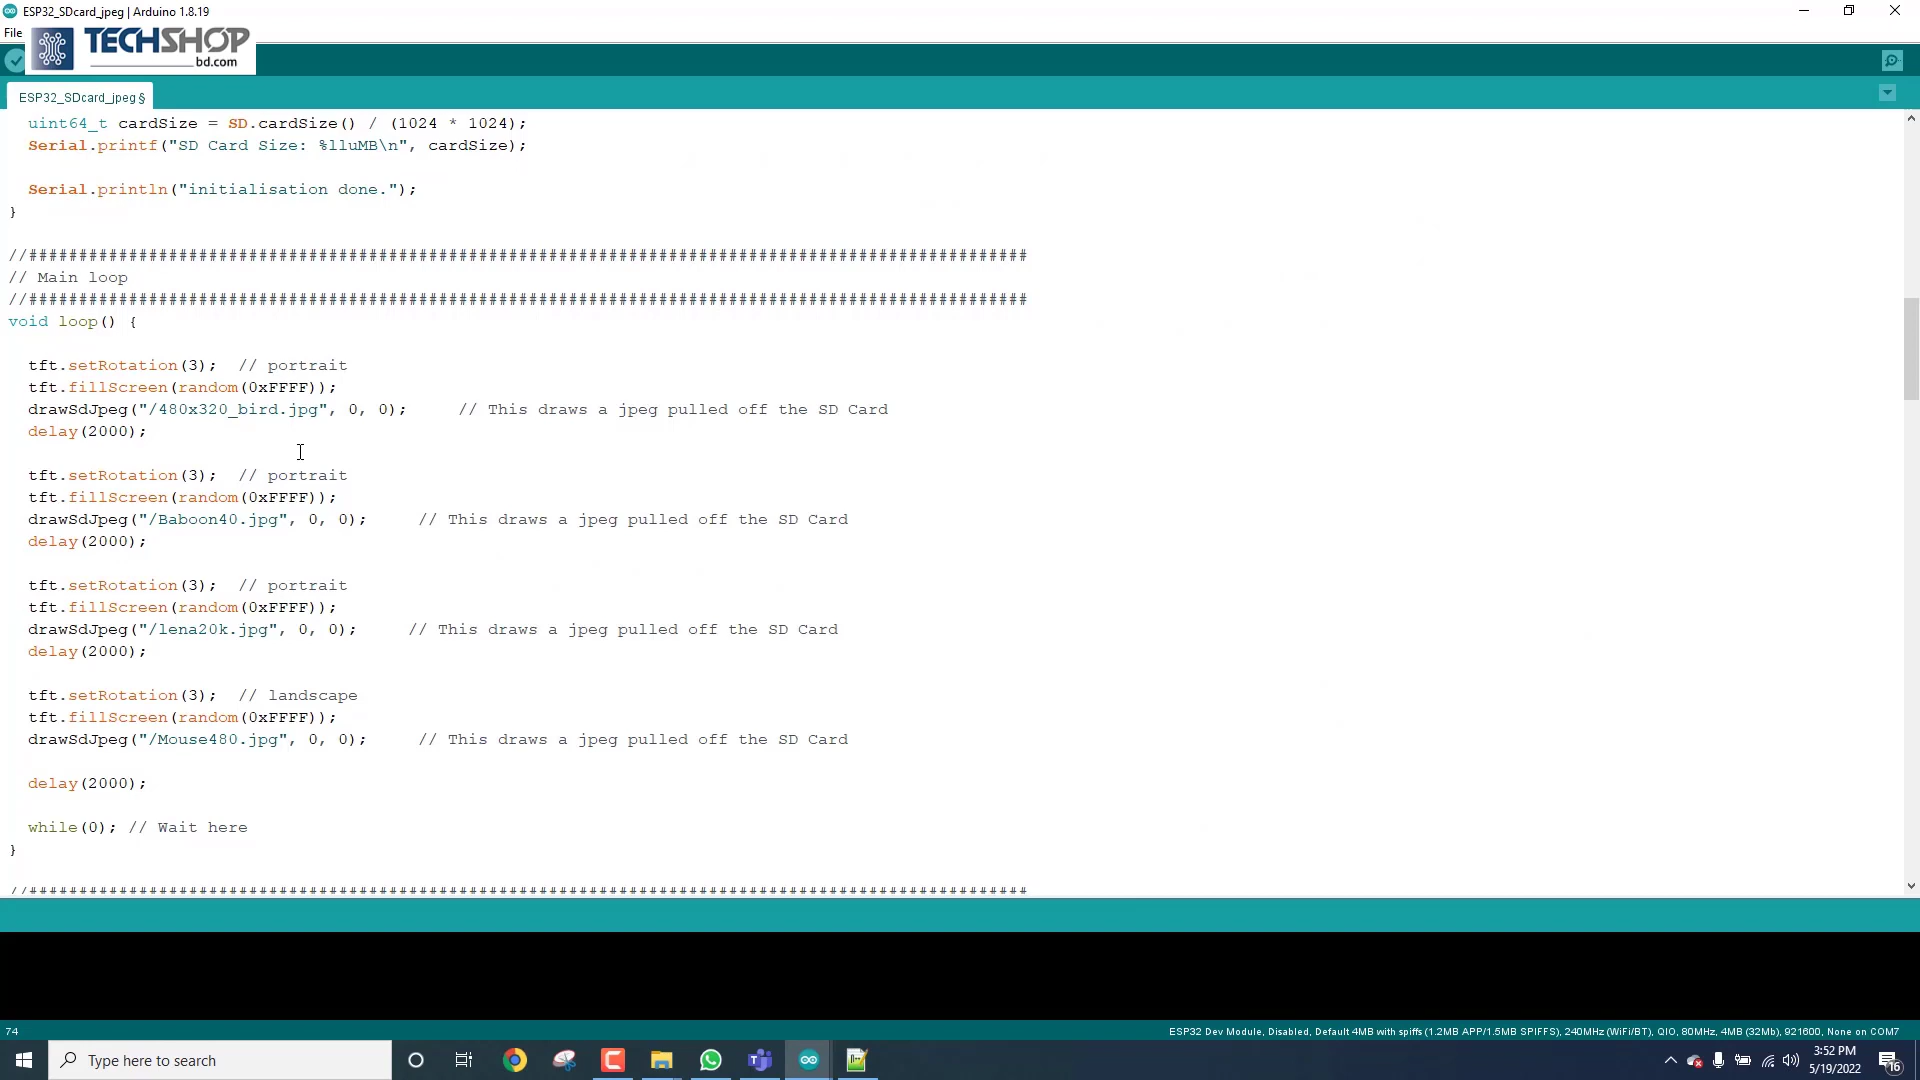 ESP32_SDcard_jpeg | Arduino 1.8.19
File
TECHSHOP
bd.com
ESP32_SDcard_jpeg §
uint64_t cardSize = SD.cardSize() / (1024 * 1024);
Serial.printf("SD Card Size: %lluMB\n", cardSize);
Serial.println("initialisation done.");
}
//####################################################################################################
// Main loop
//####################################################################################################
void loop() {
tft.setRotation(3);  // portrait
tft.fillScreen(random(0xFFFF));
drawSdJpeg("/480x320_bird.jpg", 0, 0);     // This draws a jpeg pulled off the SD Card
delay(2000);
tft.setRotation(3);  // portrait
tft.fillScreen(random(0xFFFF));
drawSdJpeg("/Baboon40.jpg", 0, 0);     // This draws a jpeg pulled off the SD Card
delay(2000);
tft.setRotation(3);  // portrait
tft.fillScreen(random(0xFFFF));
drawSdJpeg("/lena20k.jpg", 0, 0);     // This draws a jpeg pulled off the SD Card
delay(2000);
tft.setRotation(3);  // landscape
tft.fillScreen(random(0xFFFF));
drawSdJpeg("/Mouse480.jpg", 0, 0);     // This draws a jpeg pulled off the SD Card
delay(2000);
while(0); // Wait here
}
//####################################################################################################
74
ESP32 Dev Module, Disabled, Default 4MB with spiffs (1.2MB APP/1.5MB SPIFFS), 240MHz (WiFi/BT), QIO, 80MHz, 4MB (32Mb), 921600, None on COM7
Type here to search
3:52 PM
5/19/2022
16